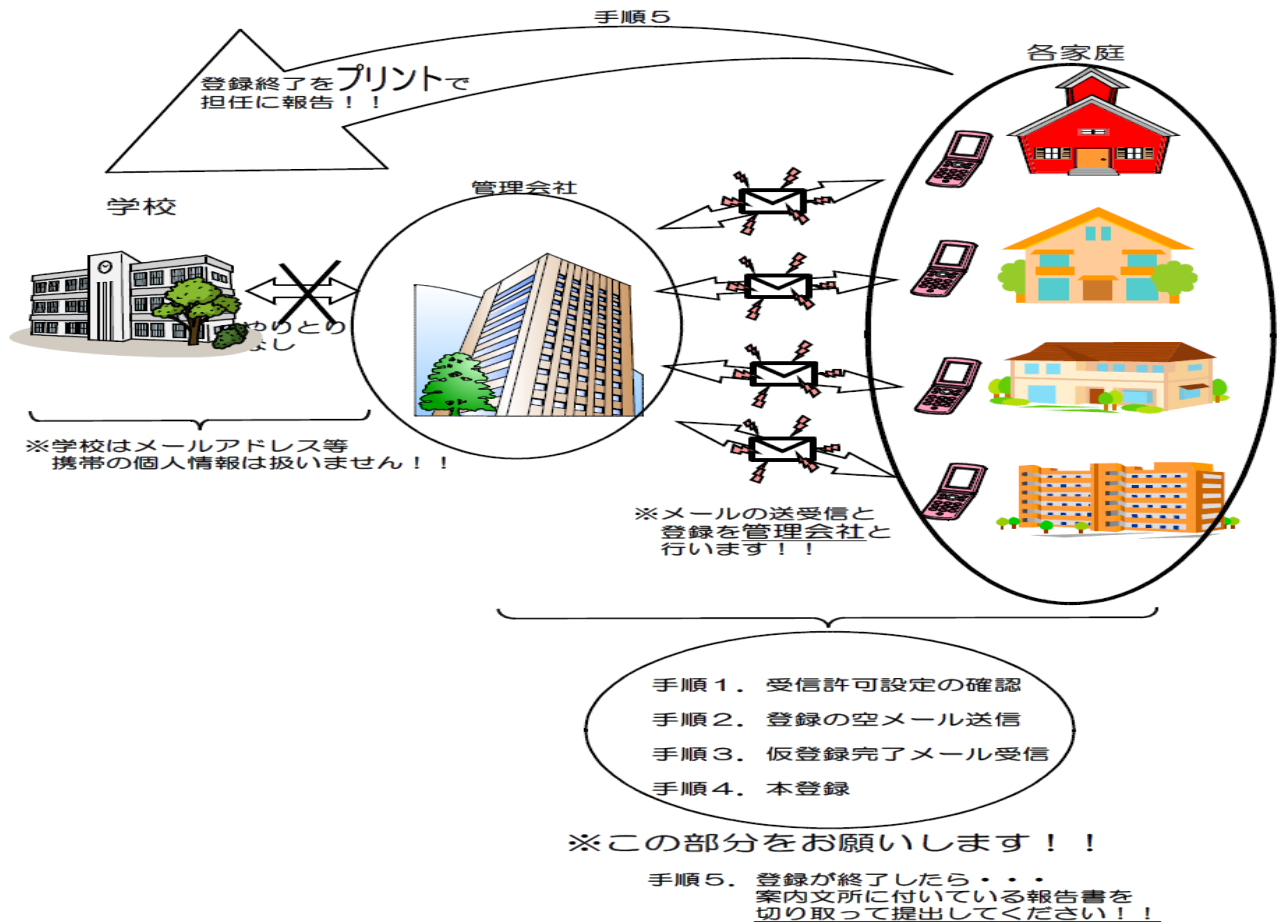 手順５
各家庭
登録終了をプリントで
担任に報告！！
管理会社
学校
やりとり
なし
※学校はメールアドレス等
携帯の個人情報は扱いません！！
※メールの送受信と
登録を管理会社と
行います！！
手順１．受信許可設定の確認
手順２．登録の空メール送信
手順３．仮登録完了メール受信
手順４．本登録
※この部分をお願いします！！
手順５．登録が終了したら・・・
案内文所に付いている報告書を
切り取って提出してください！！